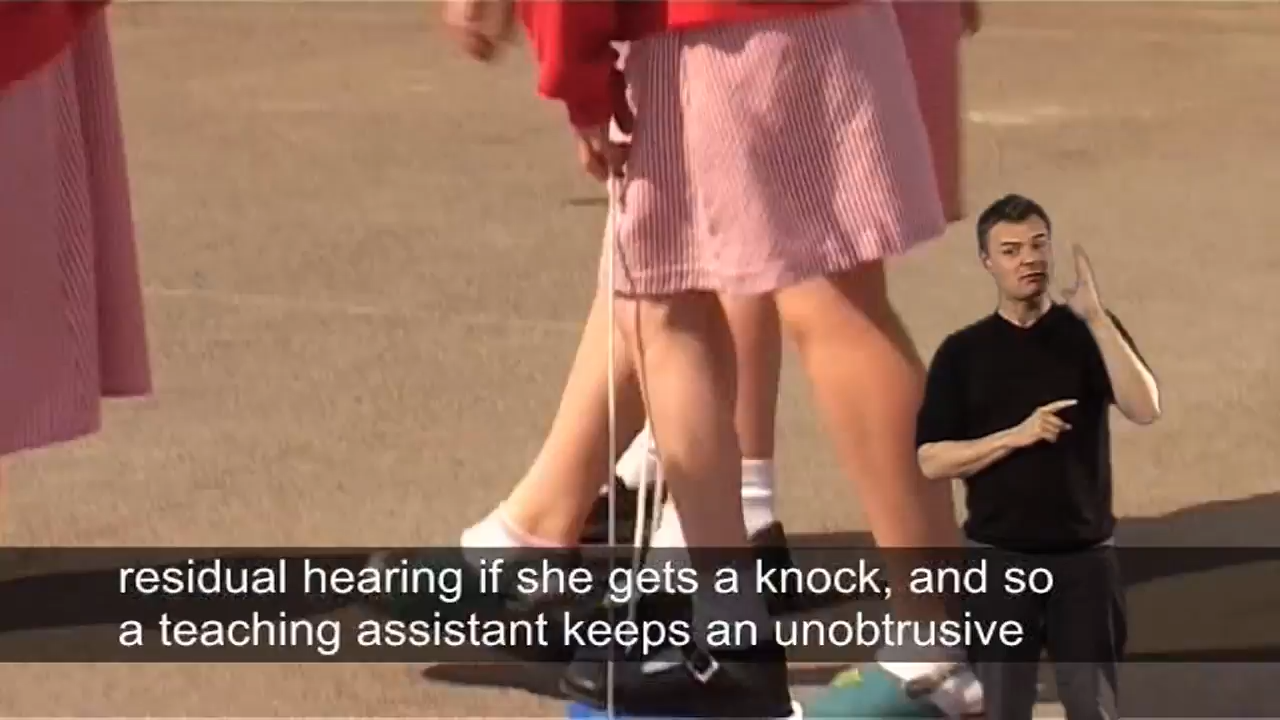 residual hearing if she gets a knock, and so
a teaching assistant keeps an unobtrusive